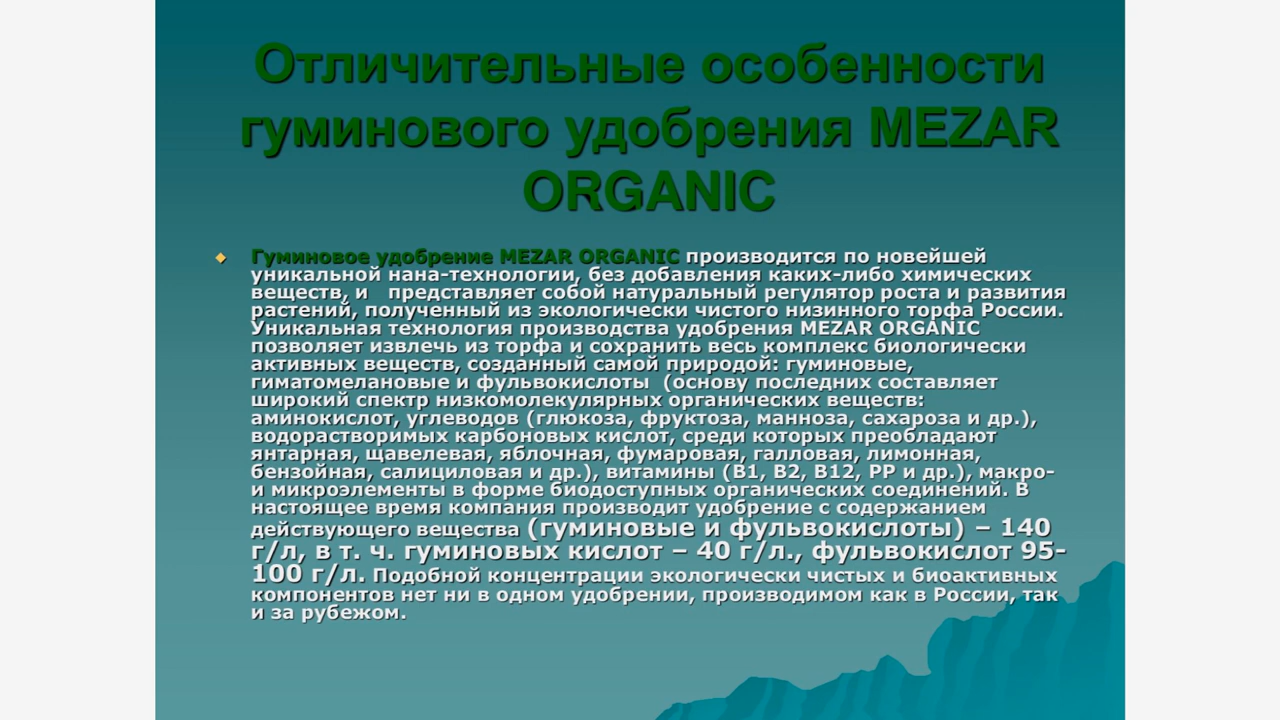 Отличительные особенности
гуминового удобрения MEZAR
ORGANIC
Гуминовое удобрение MEZAR ORGANIC производится по новейшей
уникальной нана-технологии, без добавления каких-либо химических
веществ, и представляет собой натуральный регулятор роста и развития
растений, полученный из экологически чистого низинного торфа России.
Уникальная технология производства удобрения MEZAR ORGANIC
позволяет извлечь из торфа и сохранить весь комплекс биологически
активных веществ, созданный самой природой: гуминовые,
гиматомелановые и фульвокислоты (основу последних составляет
широкий спектр низкомолекулярных органических веществ:
аминокислот, углеводов (глюкоза, фруктоза, манноза, сахароза и др.),
водорастворимых карбоновых кислот, среди которых преобладают
янтарная, щавелевая, яблочная, фумаровая, галловая, лимонная,
бензойная, салициловая и др.), витамины (В1, В2, В12, РР и др.), макро-
и микроэлементы в форме биодоступных органических соединений. В
настоящее время компания производит удобрение с содержанием
действующего вещества (гуминовые и фульвокислоты) – 140
г/л, в т. ч. гуминовых кислот – 40 г/л., фульвокислот 95-
100 г/л. Подобной концентрации экологически чистых и биоактивных
компонентов нет ни в одном удобрении, производимом как в России, так
и за рубежом.